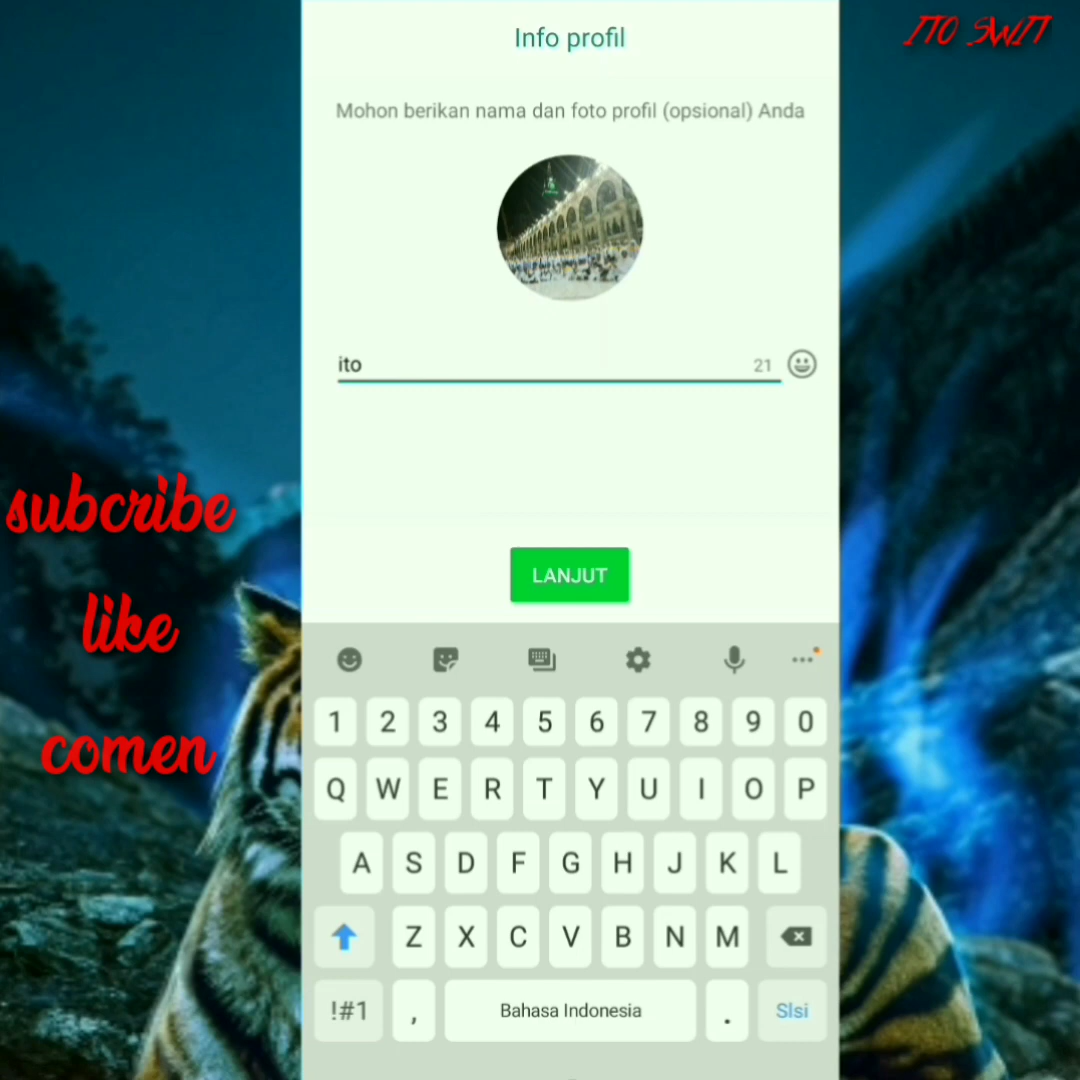 Info profil
ITO SWIT
Mohon berikan nama dan foto profil (opsional) Anda
ito
21
subcribe
like
comen
LANJUT
1 2 3 4 5 6 7 8 9 0
Q W E R T Y U I O P
A S D F G H J K L
Z X C V B N M
!#1 , Bahasa Indonesia . Slsi